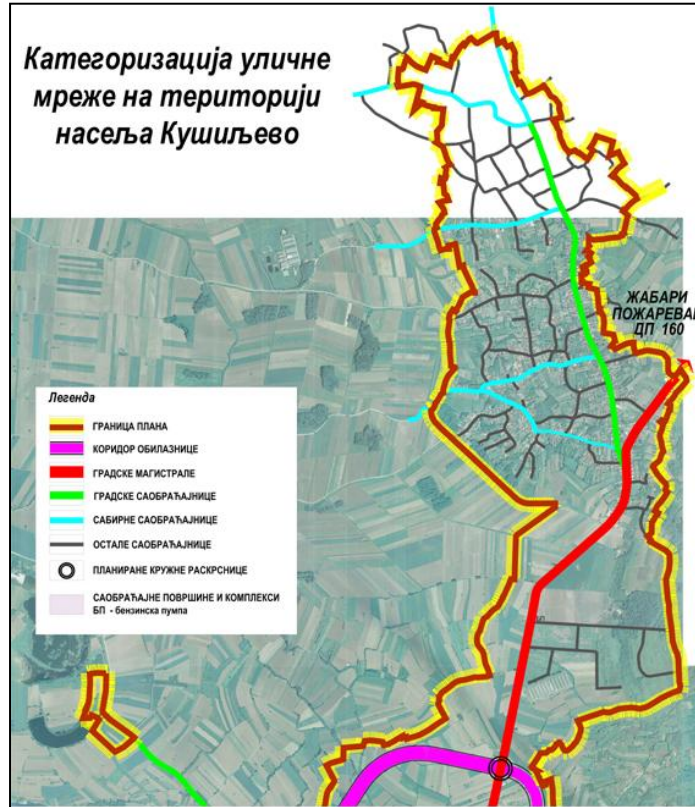 Категоризација уличне
мреже на територији
насеља Кушиљево
ЖАБАРИ
ПОЖАРЕВАЦ
ДП 160
Легенда
ГРАНИЦА ПЛАНА
КОРИДОР ОБИЛАЗНИЦЕ
ГРАДСКЕ МАГИСТРАЛЕ
ГРАДСКЕ САОБРАЋАЈНИЦЕ
САБИРНЕ САОБРАЋАЈНИЦЕ
ОСТАЛЕ САОБРАЋАЈНИЦЕ
ПЛАНИРАНЕ КРУЖНЕ РАСКРСНИЦЕ
САОБРАЋАЈНЕ ПОВРШИНЕ И КОМПЛЕКСИ
БП - бензинска пумпа